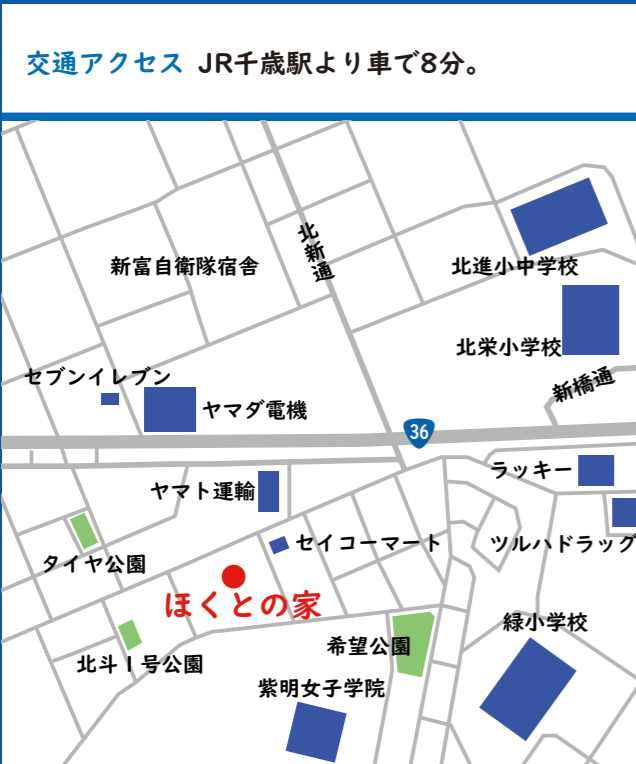 交通アクセス JR千歳駅より車で8分。
北新通
新富自衛隊宿舎
北進小中学校
北栄小学校
セブンイレブン
新橋通
ヤマダ電機
36
ラッキー
ヤマト運輸
セイコーマート
ツルハドラッグ
タイヤ公園
ほくとの家
緑小学校
希望公園
北斗1号公園
紫明女子学院